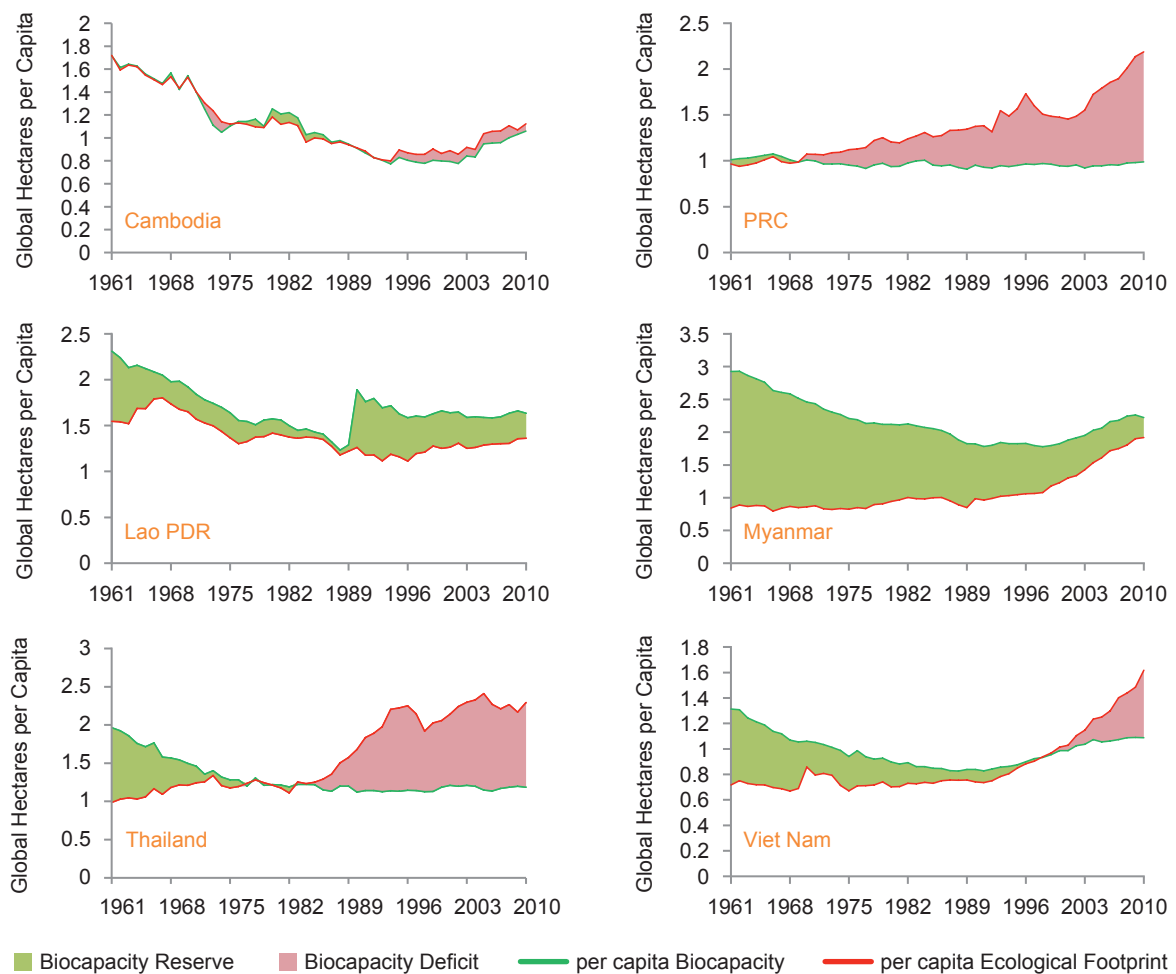 Global Hectares per Capita
2
1.8
1.6
1.4
1.2
1
0.8
0.6
0.4
0.2
0
Cambodia
1961 1968 1975 1982 1989 1996 2003 2010
Global Hectares per Capita
2.5
2
1.5
1
0.5
0
PRC
1961 1968 1975 1982 1989 1996 2003 2010
Global Hectares per Capita
2.5
2
1.5
1
0.5
0
Lao PDR
1961 1968 1975 1982 1989 1996 2003 2010
Global Hectares per Capita
3.5
3
2.5
2
1.5
1
0.5
0
Myanmar
1961 1968 1975 1982 1989 1996 2003 2010
Global Hectares per Capita
3
2.5
2
1.5
1
0.5
0
Thailand
1961 1968 1975 1982 1989 1996 2003 2010
Global Hectares per Capita
1.8
1.6
1.4
1.2
1
0.8
0.6
0.4
0.2
0
Viet Nam
1961 1968 1975 1982 1989 1996 2003 2010
Biocapacity Reserve Biocapacity Deficit per capita Biocapacity per capita Ecological Footprint